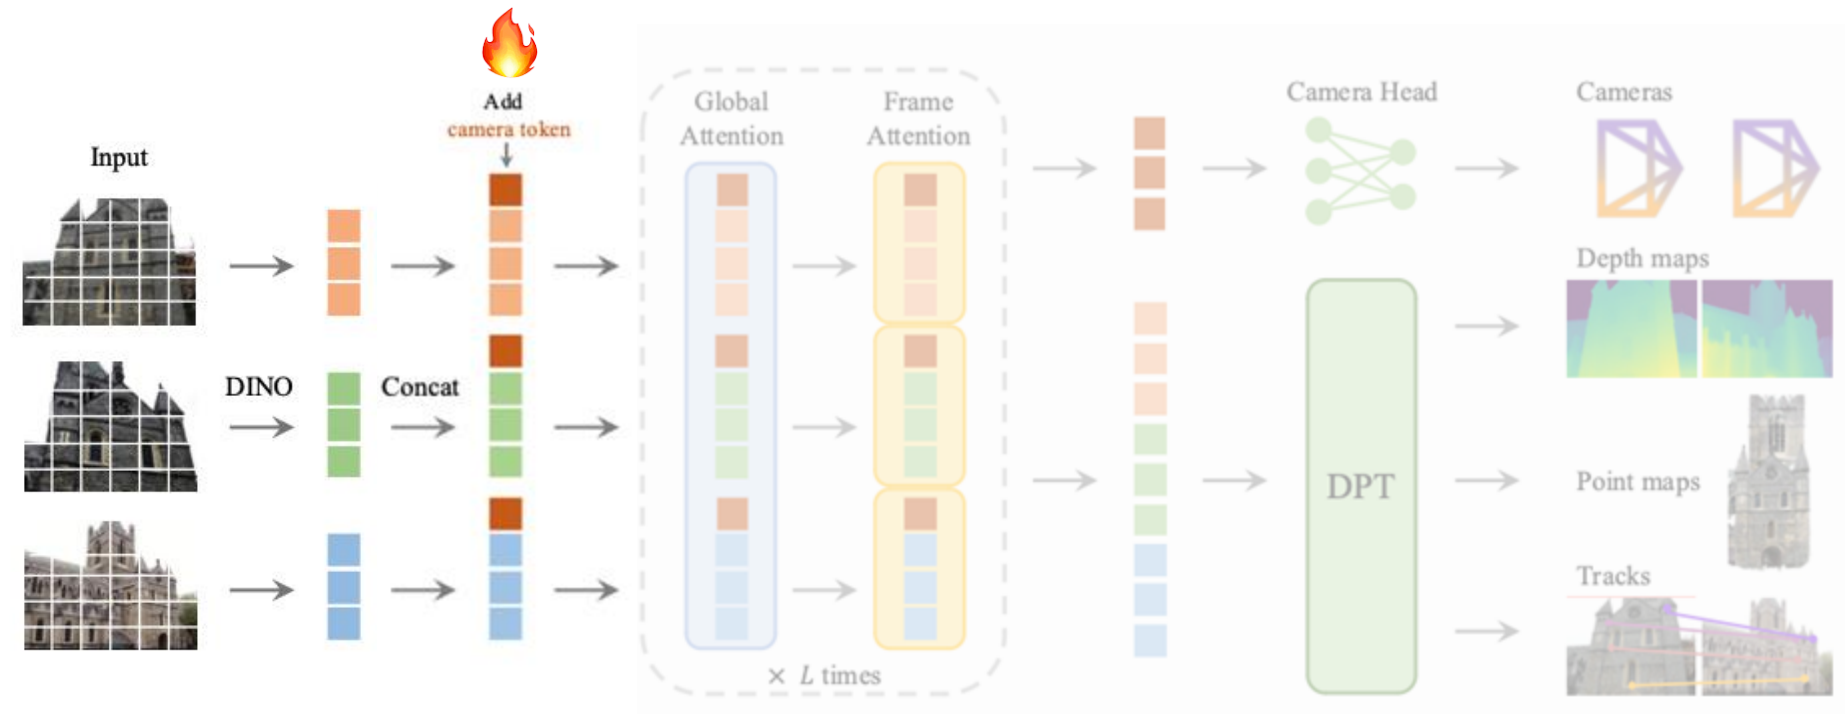 Input
DINO
Concat
Add
camera token
Global
Attention
Frame
Attention
× L times
Camera Head
DPT
Cameras
Depth maps
Point maps
Tracks